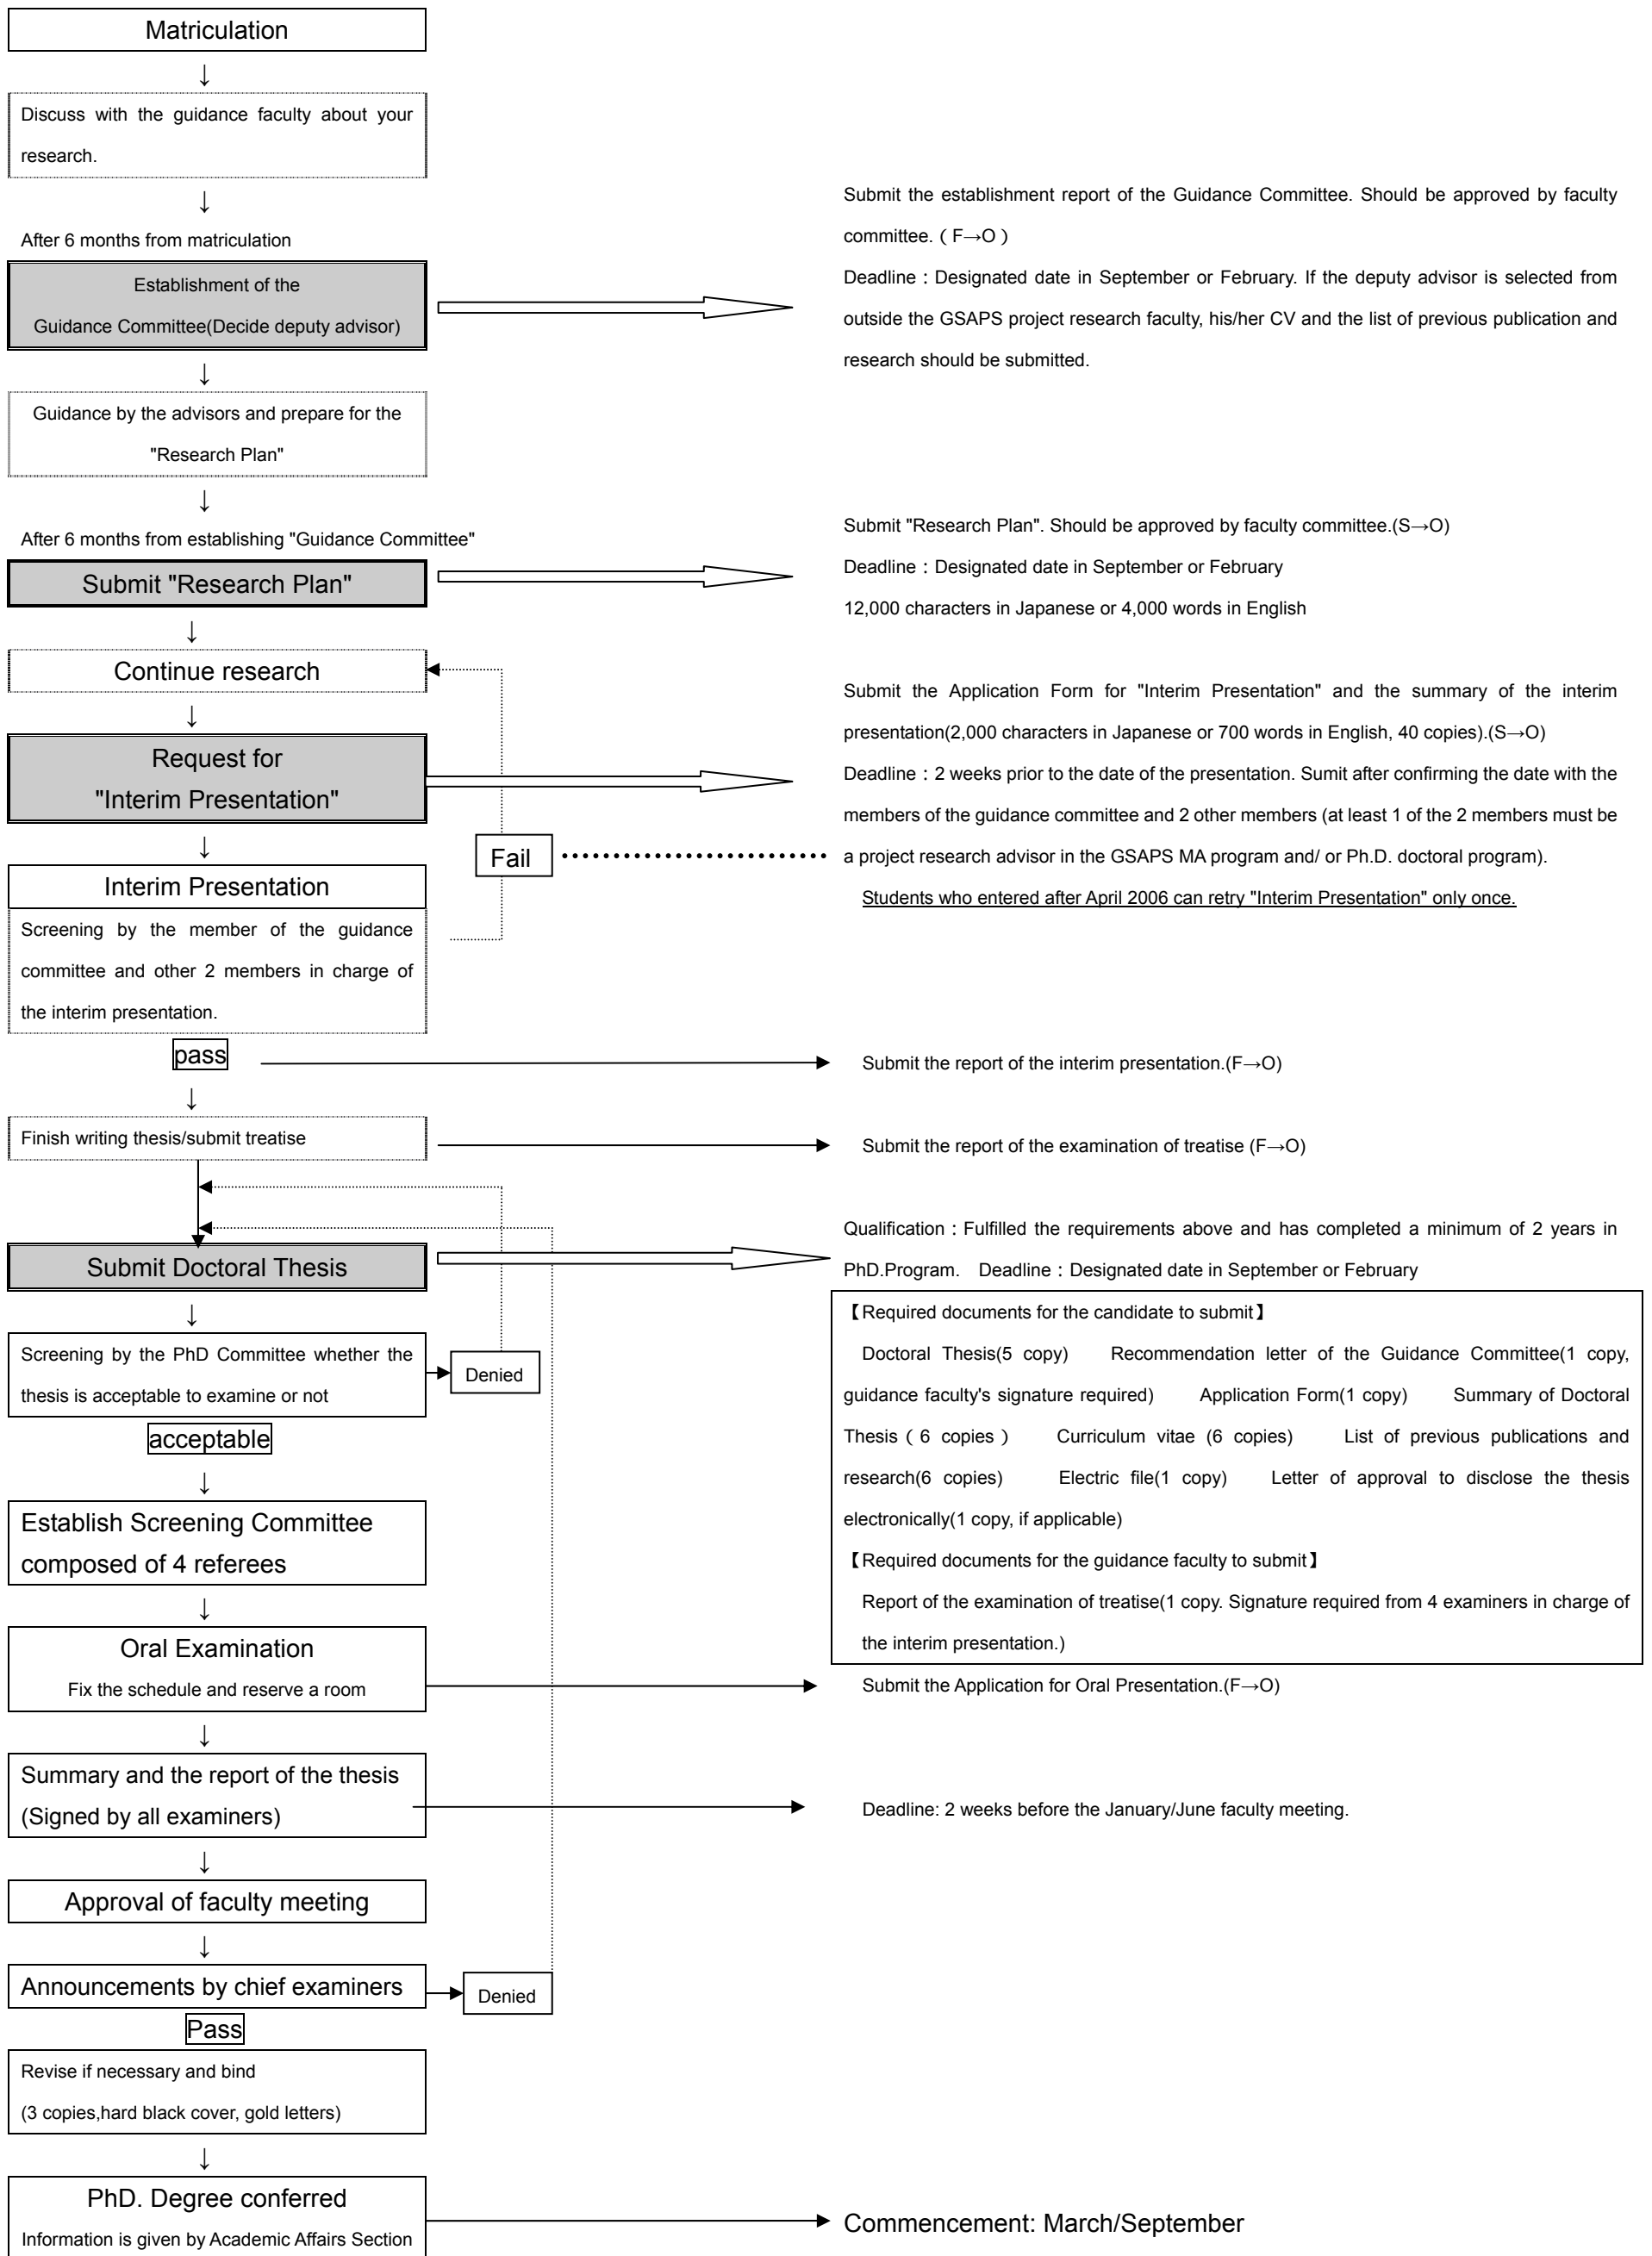 Matriculation
↓
Discuss with the guidance faculty about your
research.
↓
After 6 months from matriculation
Establishment of the
Guidance Committee(Decide deputy advisor)
Submit the establishment report of the Guidance Committee. Should be approved by faculty
committee. ( F→O )
Deadline : Designated date in September or February. If the deputy advisor is selected from
outside the GSAPS project research faculty, his/her CV and the list of previous publication and
research should be submitted.
↓
Guidance by the advisors and prepare for the
"Research Plan"
↓
After 6 months from establishing "Guidance Committee"
Submit "Research Plan"
Submit "Research Plan". Should be approved by faculty committee.(S→O)
Deadline : Designated date in September or February
12,000 characters in Japanese or 4,000 words in English
↓
Continue research
↓
Request for
"Interim Presentation"
Submit the Application Form for "Interim Presentation" and the summary of the interim
presentation(2,000 characters in Japanese or 700 words in English, 40 copies).(S→O)
Deadline : 2 weeks prior to the date of the presentation. Sumit after confirming the date with the
members of the guidance committee and 2 other members (at least 1 of the 2 members must be
a project research advisor in the GSAPS MA program and/ or Ph.D. doctoral program).
Students who entered after April 2006 can retry "Interim Presentation" only once.
↓
Fail
Interim Presentation
Screening by the member of the guidance
committee and other 2 members in charge of
the interim presentation.
pass
Submit the report of the interim presentation.(F→O)
↓
Finish writing thesis/submit treatise
Submit the report of the examination of treatise (F→O)
Submit Doctoral Thesis
Qualification : Fulfilled the requirements above and has completed a minimum of 2 years in
PhD.Program. Deadline : Designated date in September or February
【Required documents for the candidate to submit】
Doctoral Thesis(5 copy) Recommendation letter of the Guidance Committee(1 copy,
guidance faculty's signature required) Application Form(1 copy) Summary of Doctoral
Thesis ( 6 copies ) Curriculum vitae (6 copies) List of previous publications and
research(6 copies) Electric file(1 copy) Letter of approval to disclose the thesis
electronically(1 copy, if applicable)
【Required documents for the guidance faculty to submit】
Report of the examination of treatise(1 copy. Signature required from 4 examiners in charge of
the interim presentation.)
↓
Screening by the PhD Committee whether the
thesis is acceptable to examine or not
Denied
acceptable
↓
Establish Screening Committee
composed of 4 referees
↓
Oral Examination
Fix the schedule and reserve a room
Submit the Application for Oral Presentation.(F→O)
↓
Summary and the report of the thesis
(Signed by all examiners)
Deadline: 2 weeks before the January/June faculty meeting.
↓
Approval of faculty meeting
↓
Announcements by chief examiners
Denied
Pass
Revise if necessary and bind
(3 copies,hard black cover, gold letters)
↓
PhD. Degree conferred
Information is given by Academic Affairs Section
Commencement: March/September